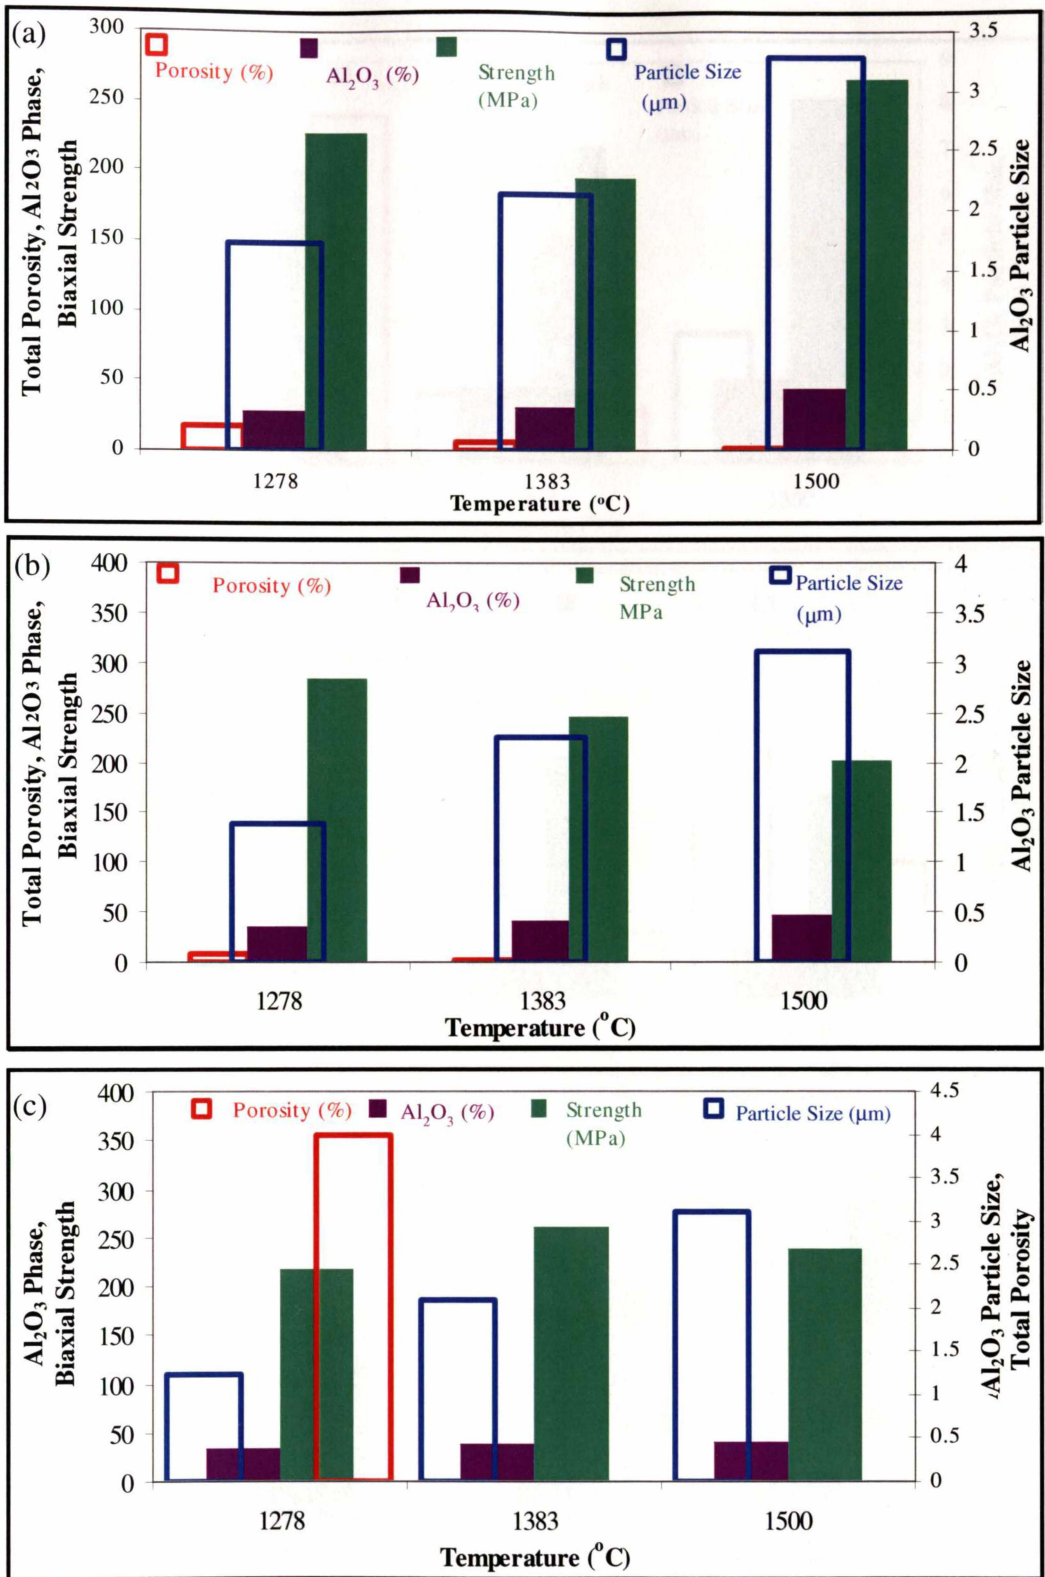 (a)
300
250
200
150
100
50
0
Total Porosity, Al2O3 Phase,
Biaxial Strength
Porosity (%)
Al₂O₃ (%)
Strength
(MPa)
Particle Size
(μm)
3.5
3
2.5
2
1.5
1
0.5
0
Al₂O₃ Particle Size
1278 1383 1500
Temperature (°C)
(b)
400
350
300
250
200
150
100
50
0
Total Porosity, Al2O3 Phase,
Biaxial Strength
Porosity (%)
Al₂O₃ (%)
Strength
MPa
Particle Size
(μm)
4
3.5
3
2.5
2
1.5
1
0.5
0
Al₂O₃ Particle Size
1278 1383 1500
Temperature (°C)
(c)
400
350
300
250
200
150
100
50
0
Al₂O₃ Phase,
Biaxial Strength
Porosity (%)
Al₂O₃ (%)
Strength
(MPa)
Particle Size (μm)
4.5
4
3.5
3
2.5
2
1.5
1
0.5
0
Al₂O₃ Particle Size,
Total Porosity
1278 1383 1500
Temperature (°C)